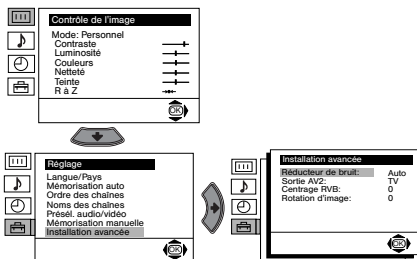 Contrôle de l'image
Mode: Personnel
Contraste
Luminosité
Couleurs
Netteté
Teinte
R à Z
OK
Réglage
Langue/Pays
Mémorisation auto
Ordre des chaînes
Noms des chaînes
Présél. audio/vidéo
Mémorisation manuelle
Installation avancée
OK
Installation avancée
Réducteur de bruit: Auto
Sortie AV2: TV
Centrage RVB: 0
Rotation d'image: 0
OK